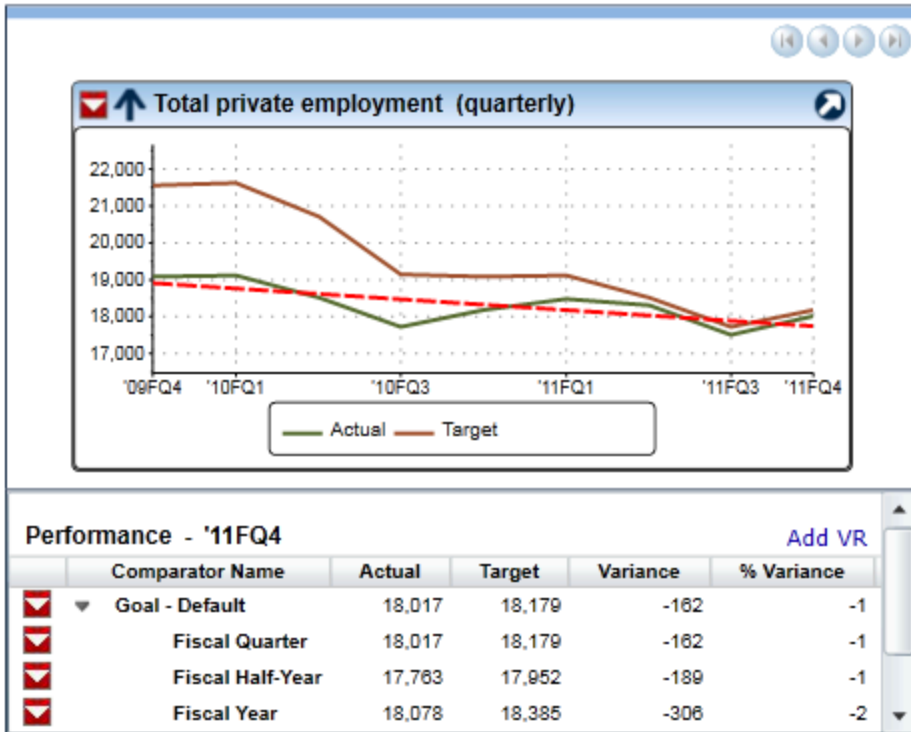 Total private employment (quarterly)
22,000
21,000
20,000
19,000
18,000
17,000
'09FQ4 '10FQ1 '10FQ3 '11FQ1 '11FQ3 '11FQ4
Actual Target
Performance - '11FQ4 Add VR
Comparator Name Actual Target Variance % Variance
Goal - Default 18,017 18,179 -162 -1
Fiscal Quarter 18,017 18,179 -162 -1
Fiscal Half-Year 17,763 17,952 -189 -1
Fiscal Year 18,078 18,385 -306 -2